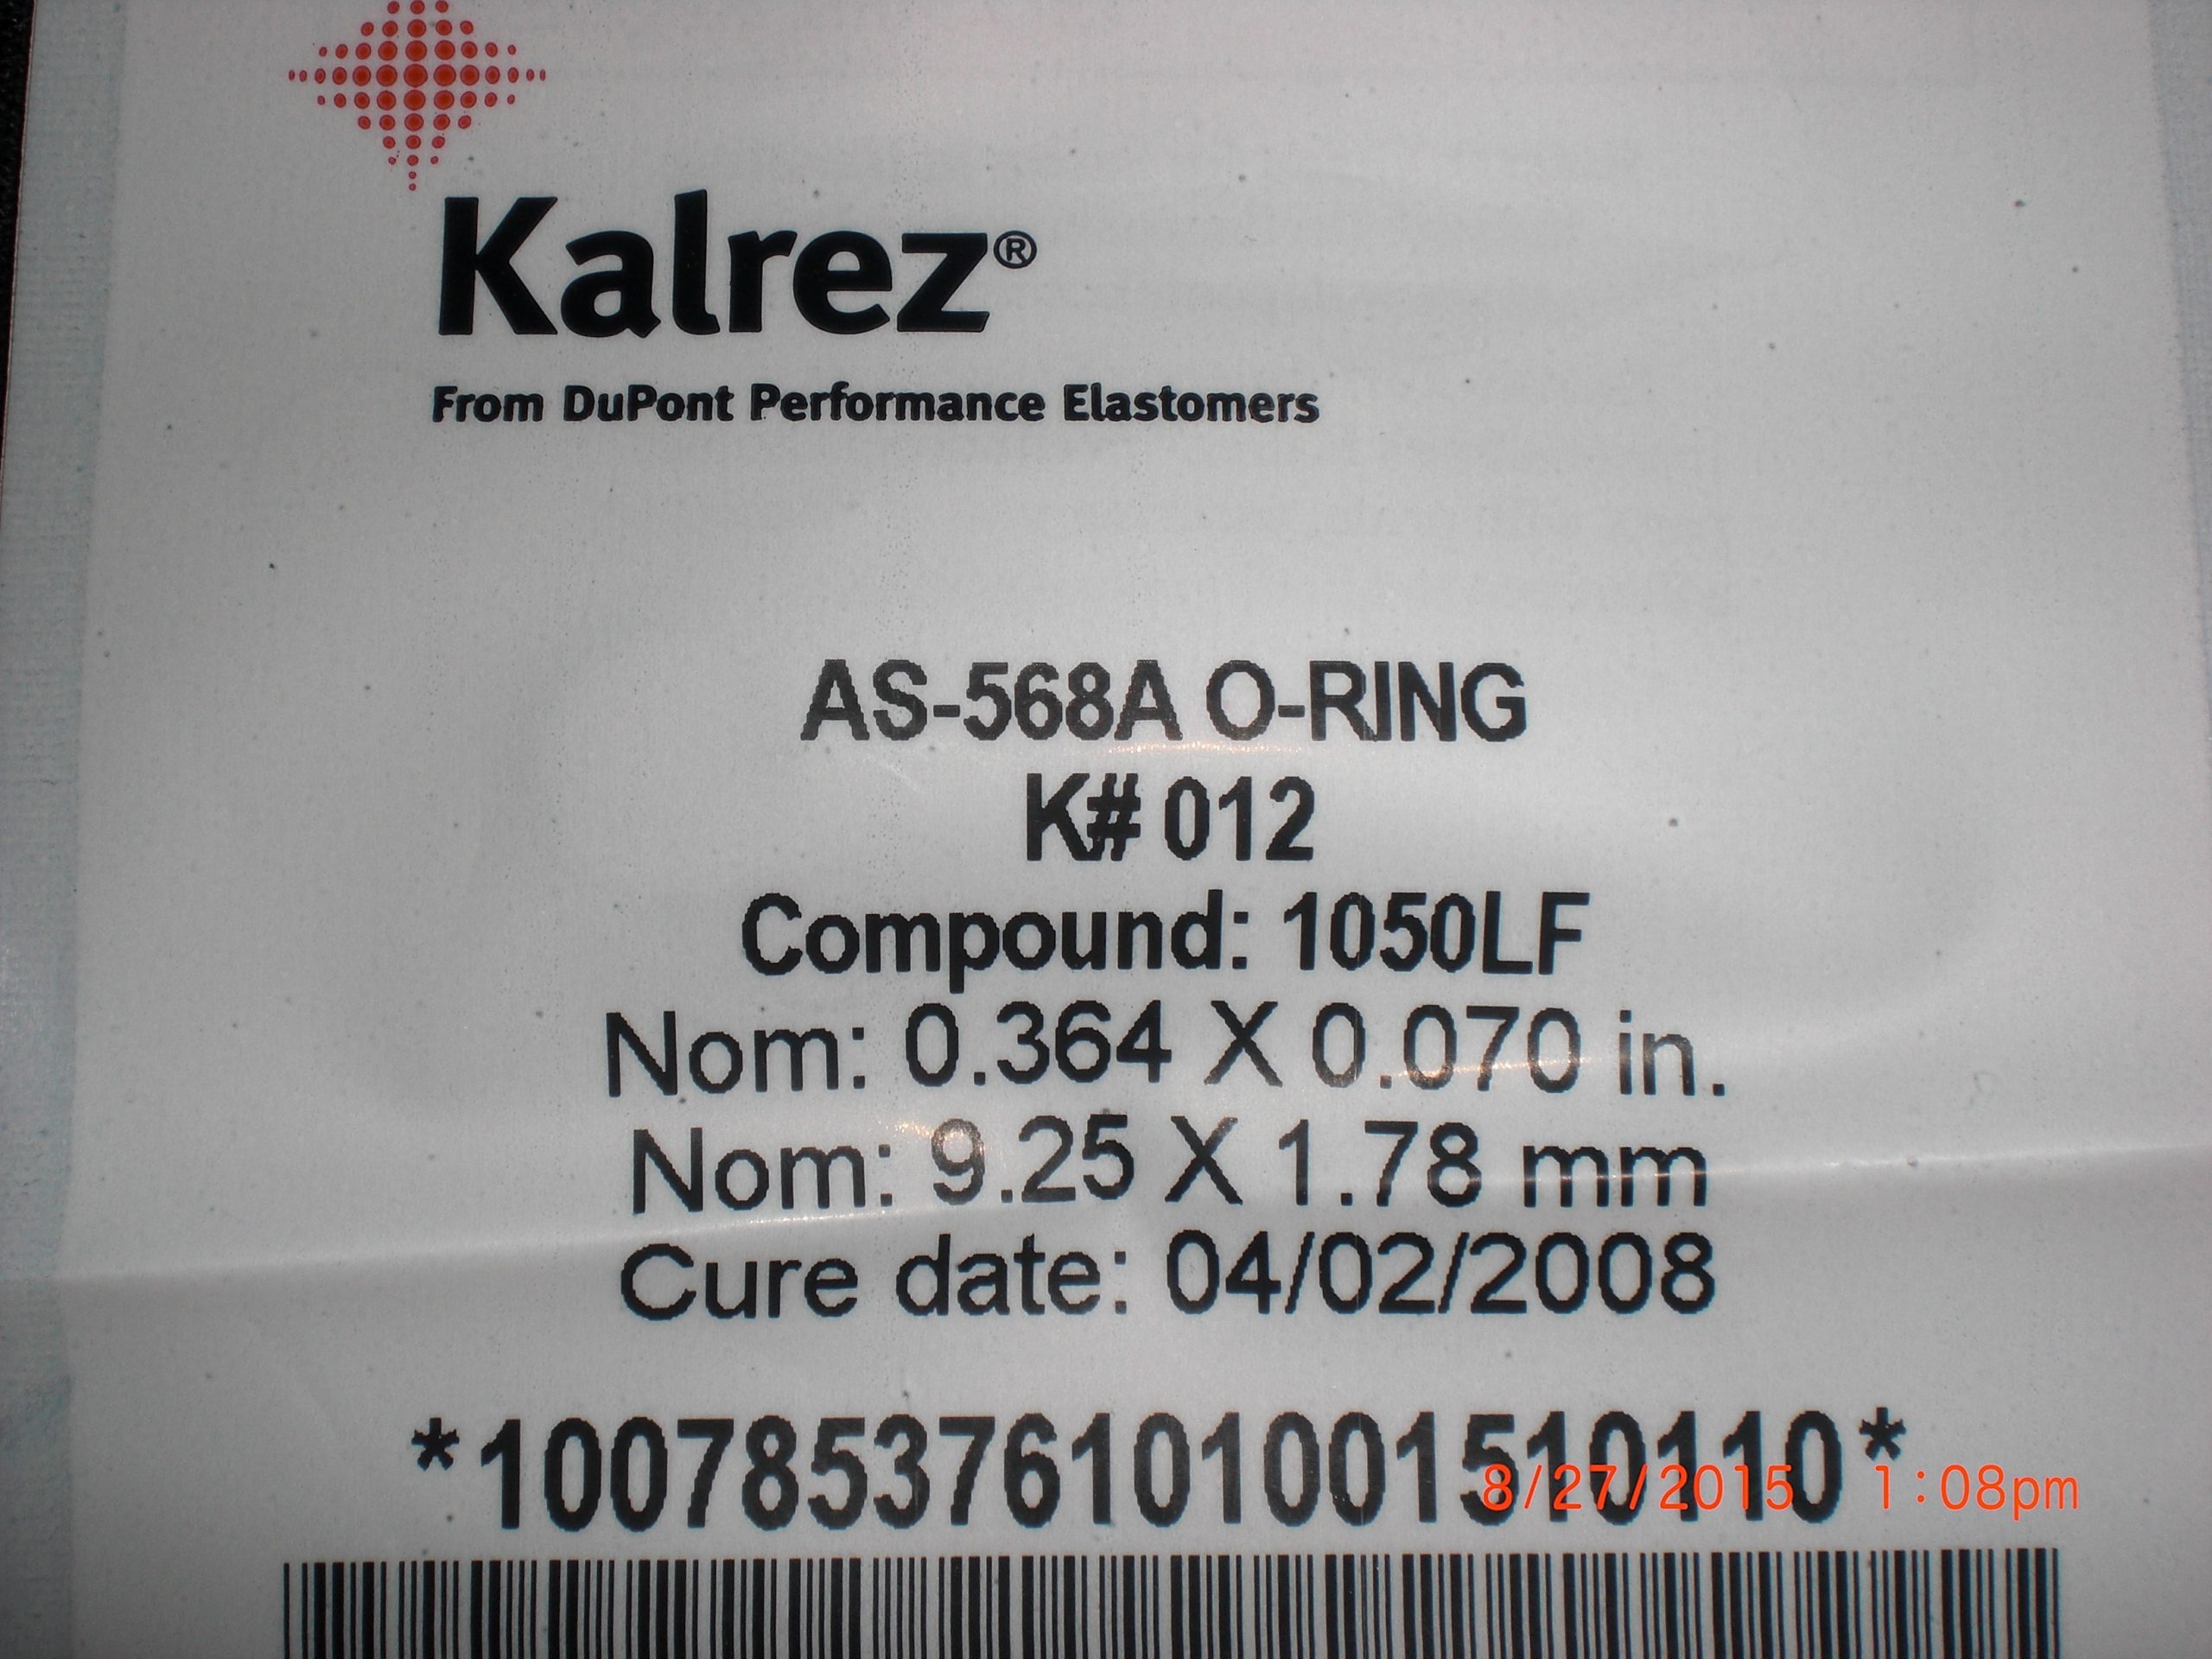 Kalrez®
From DuPont Performance Elastomers
AS-568A O-RING
K# 012
Compound: 1050LF
Nom: 0.364 X 0.070 in.
Nom: 9.25 X 1.78 mm
Cure date: 04/02/2008
*100785376101001510110*
8/27/2015 1:08pm